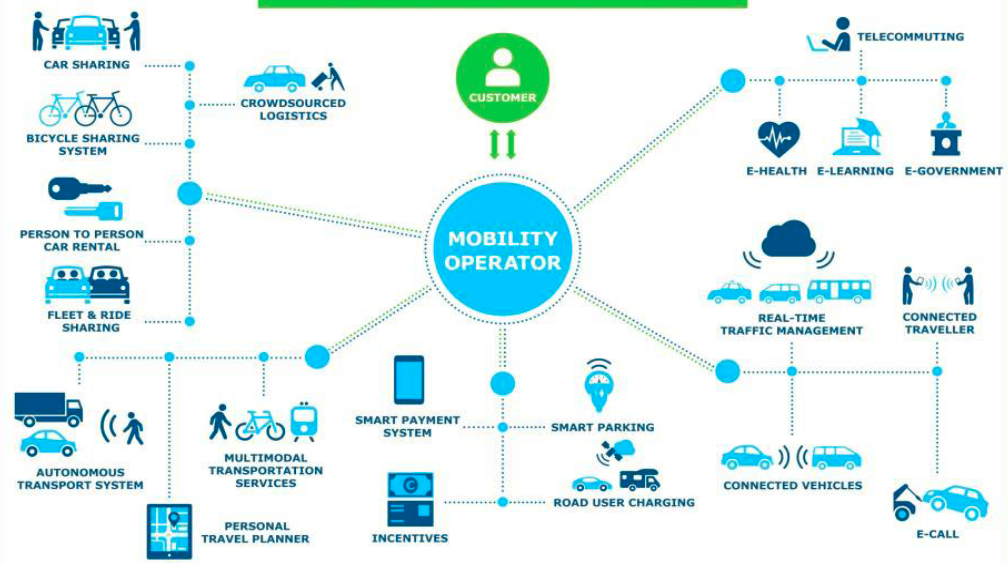 CUSTOMER
MOBILITY
OPERATOR
CAR SHARING
CROWDSOURCED
LOGISTICS
BICYCLE SHARING
SYSTEM
PERSON TO PERSON
CAR RENTAL
FLEET & RIDE
SHARING
TELECOMMUTING
E-HEALTH
E-LEARNING
E-GOVERNMENT
REAL-TIME
TRAFFIC MANAGEMENT
CONNECTED
TRAVELLER
CONNECTED VEHICLES
E-CALL
AUTONOMOUS
TRANSPORT SYSTEM
MULTIMODAL
TRANSPORTATION
SERVICES
PERSONAL
TRAVEL PLANNER
SMART PAYMENT
SYSTEM
SMART PARKING
INCENTIVES
ROAD USER CHARGING